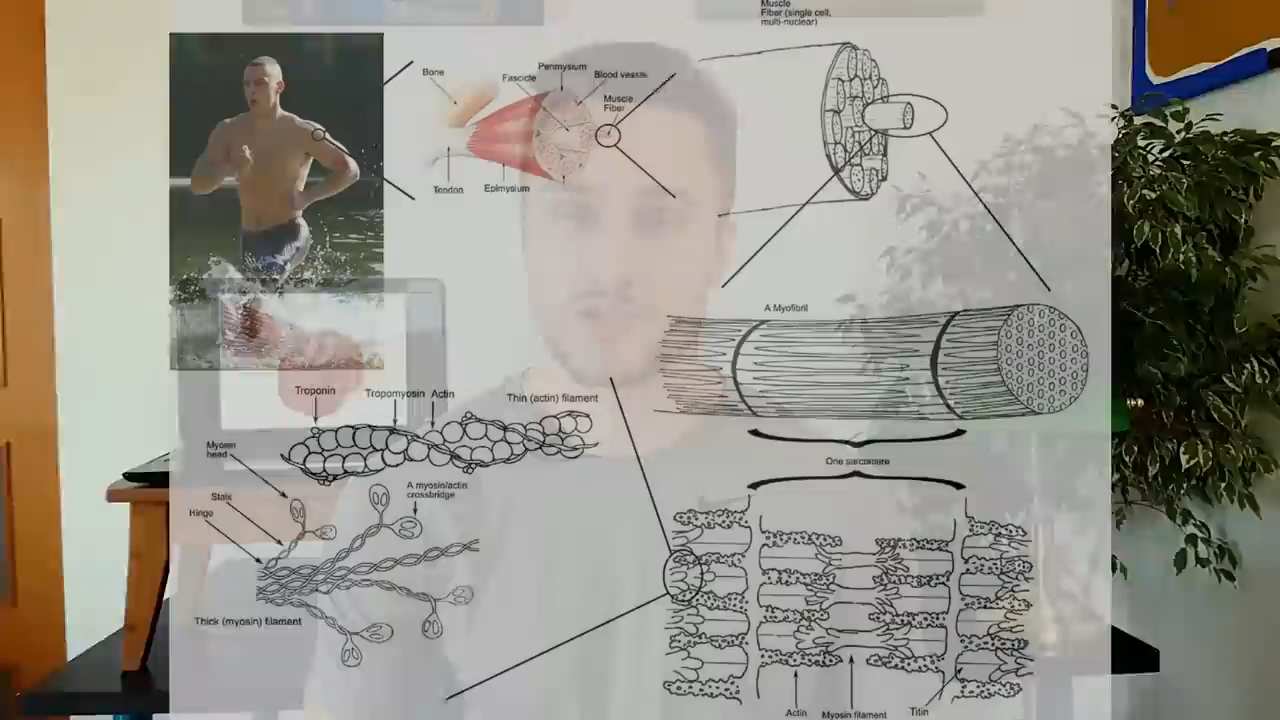 Muscle
Fiber (single cell,
multi-nuclear)
Bone
Fascicle
Perimysium
Blood vessels
Muscle
Fiber
Tendon
Epimysium
A Myofibril
One sarcomere
Troponin
Tropomyosin
Actin
Thin (actin) filament
Myosin
head
Stalk
Hinge
A myosin/actin
crossbridge
Thick (myosin) filament
Actin
Myosin filament
Titin